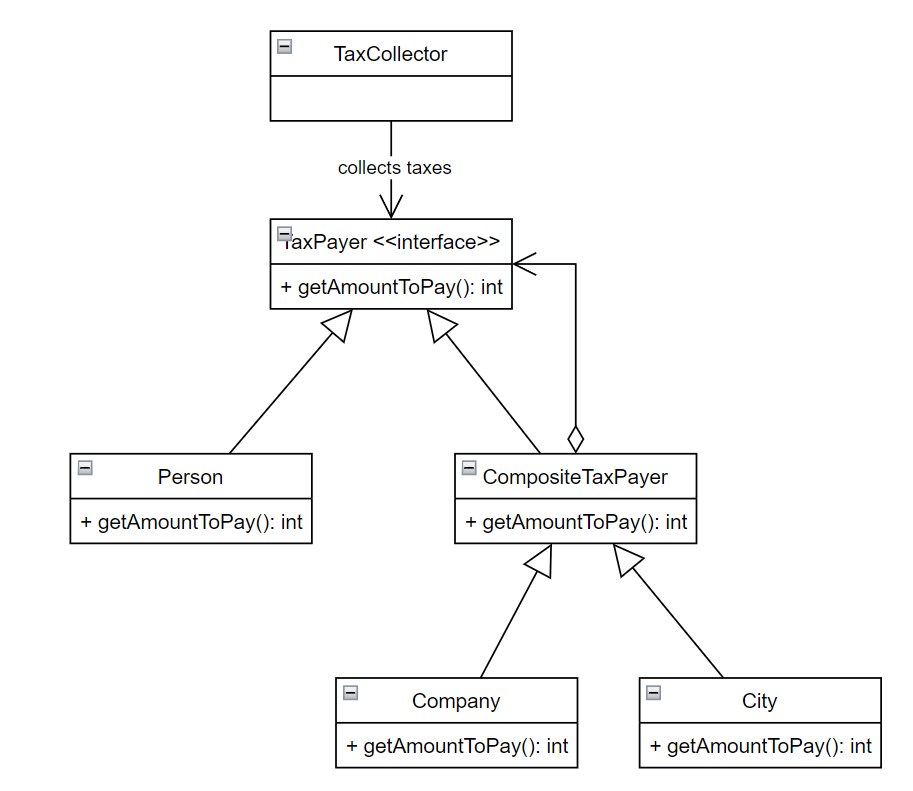 TaxCollector
collects taxes
TaxPayer <<interface>>
+ getAmountToPay(): int
Person
+ getAmountToPay(): int
CompositeTaxPayer
+ getAmountToPay(): int
Company
+ getAmountToPay(): int
City
+ getAmountToPay(): int